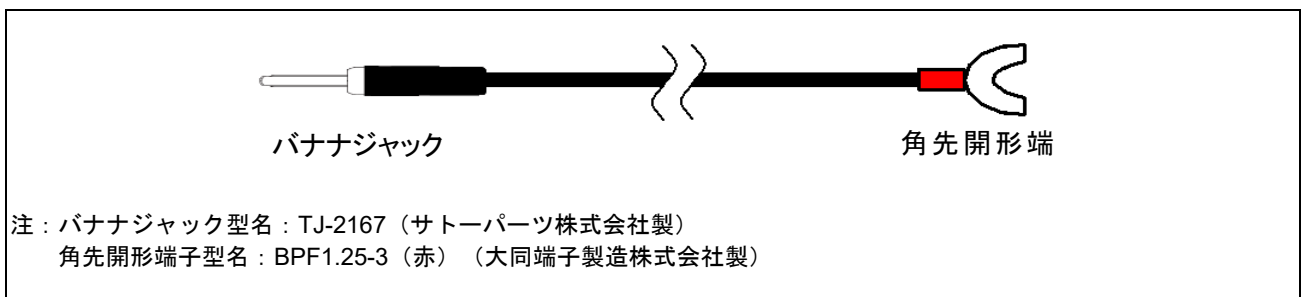 バナナジャック
角先開形端
注：バナナジャック型名：TJ-2167（サトーパーツ株式会社製）
角先開形端子型名：BPF1.25-3（赤）（大同端子製造株式会社製）